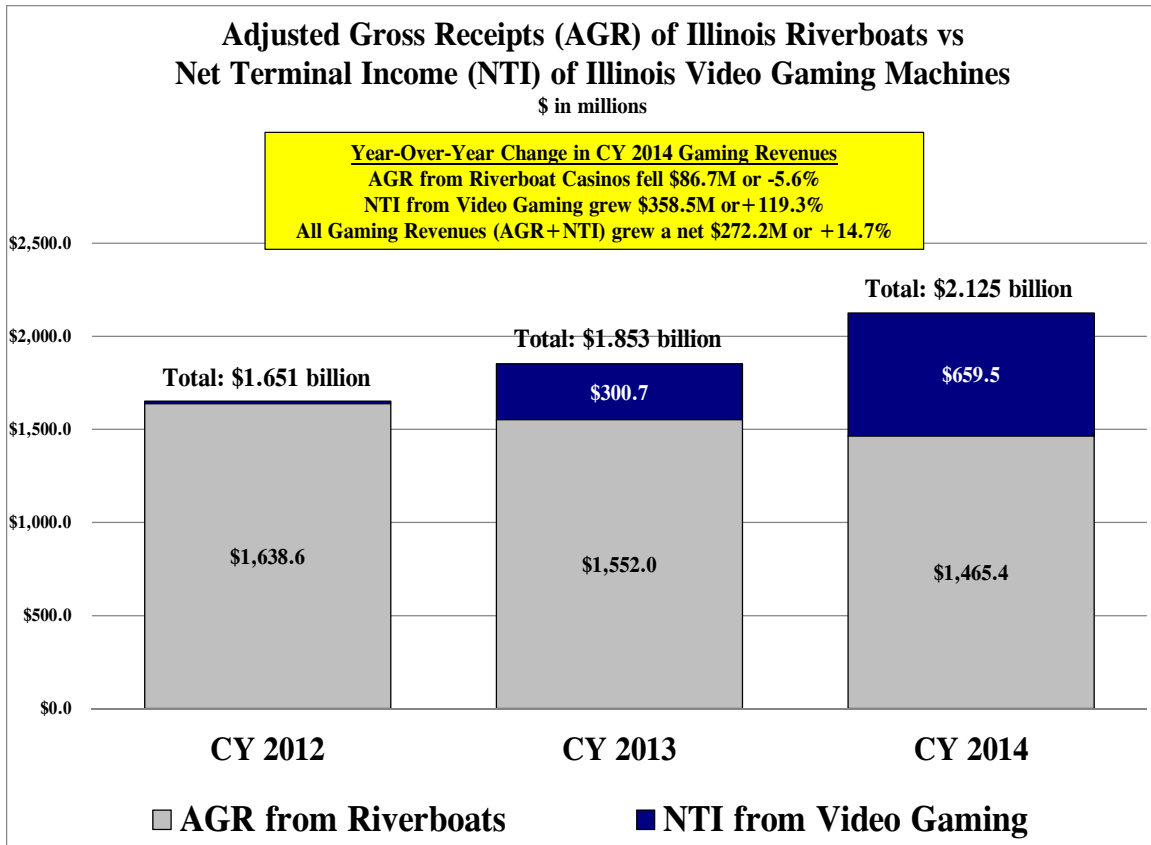 Adjusted Gross Receipts (AGR) of Illinois Riverboats vs
Net Terminal Income (NTI) of Illinois Video Gaming Machines
$ in millions
Year-Over-Year Change in CY 2014 Gaming Revenues
AGR from Riverboat Casinos fell $86.7M or -5.6%
NTI from Video Gaming grew $358.5M or+119.3%
All Gaming Revenues (AGR+NTI) grew a net $272.2M or +14.7%
$2,500.0
$2,000.0
$1,500.0
$1,000.0
$500.0
$0.0
Total: $1.651 billion
$1,638.6
Total: $1.853 billion
$300.7
$1,552.0
Total: $2.125 billion
$659.5
$1,465.4
CY 2012
CY 2013
CY 2014
AGR from Riverboats
NTI from Video Gaming